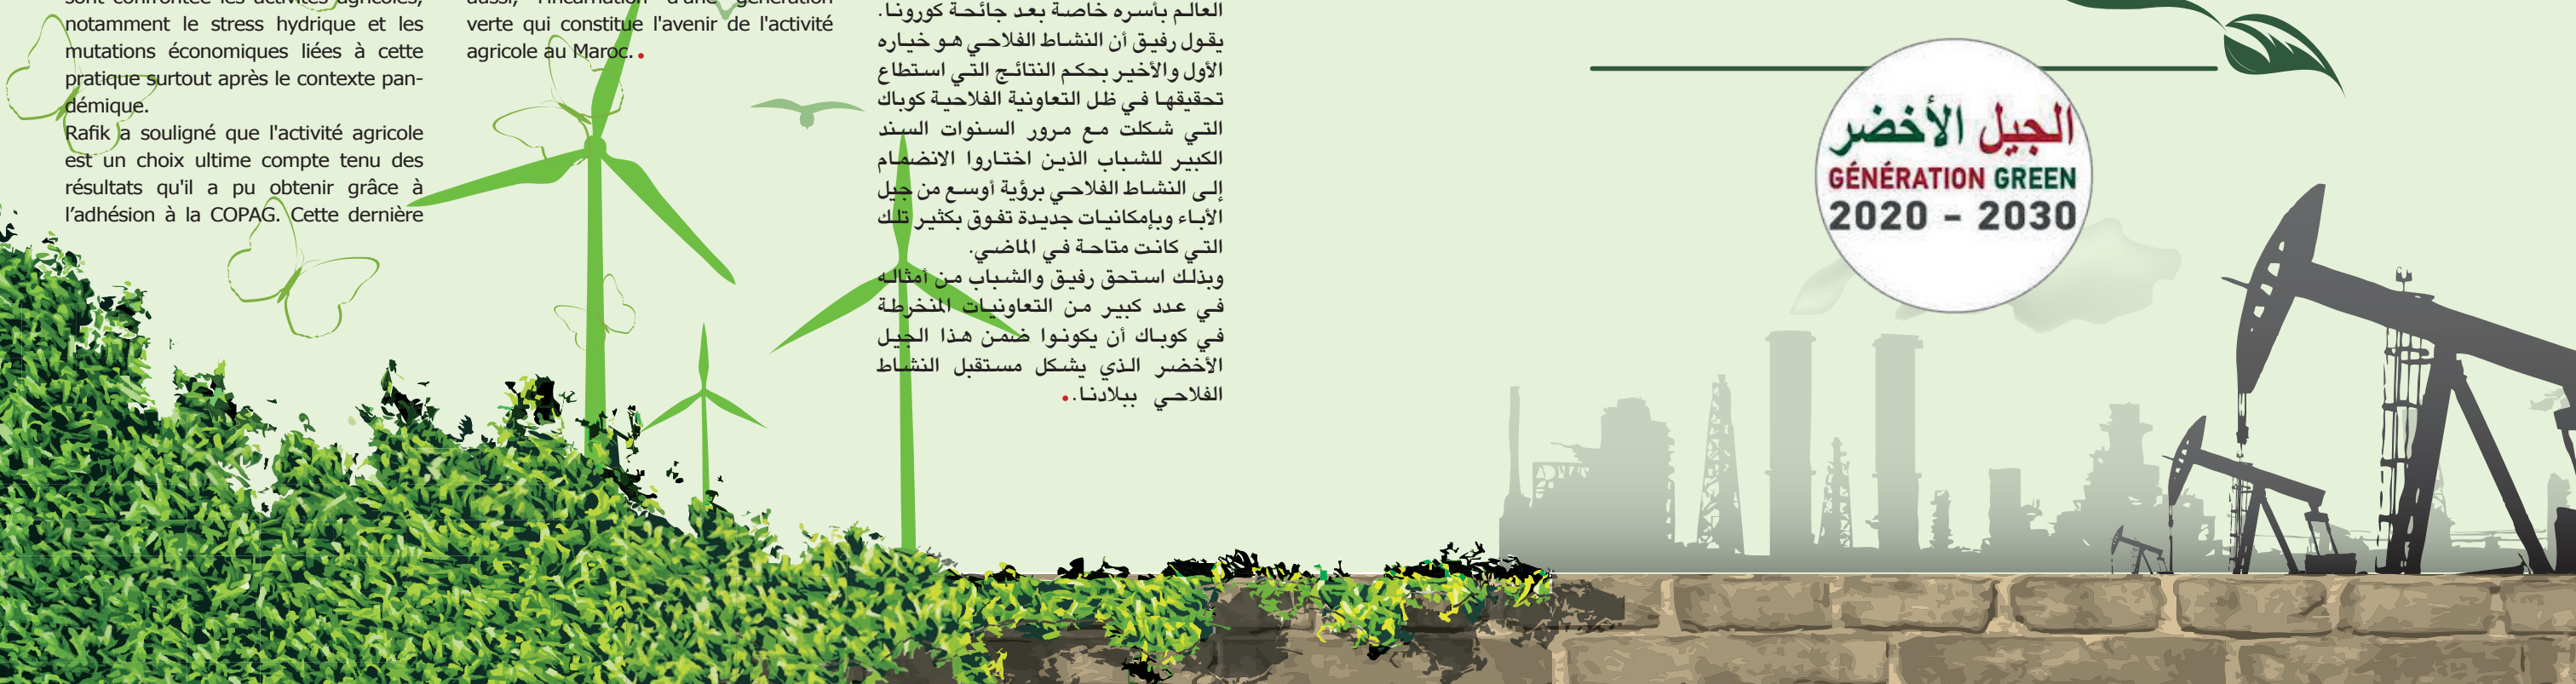 notamment le stress hydrique et les
mutations économiques liées à cette
pratique surtout après le contexte pan-
démique.
Rafik a souligné que l'activité agricole
est un choix ultime compte tenu des
résultats qu'il a pu obtenir grâce à
l’adhésion à la COPAG. Cette dernière
verte qui constitue l'avenir de l'activité
agricole au Maroc.
العالم بأسره خاصة بعد جائحة كورونا.
يقول رفيق أن النشاط الفلاحي هو خياره
الأول والأخير بحكم النتائج التي استطاع
تحقيقها في ظل التعاونية الفلاحية كوباك
التي شكلت مع مرور السنوات السند
الكبير للشباب الذين اختاروا الانضمام
إلى النشاط الفلاحي برؤية أوسع من جيل
الأباء وبإمكانيات جديدة تفوق بكثير تلك
التي كانت متاحة في الماضي.
وبذلك استحق رفيق والشباب من أمثاله
في عدد كبير من التعاونيات المنخرطة
في كوباك أن يكونوا ضمن هذا الجيل
الأخضر الذي يشكل مستقبل النشاط
الفلاحي ببلادنا.
الجيل الأخضر
GÉNÉRATION GREEN
2020 - 2030